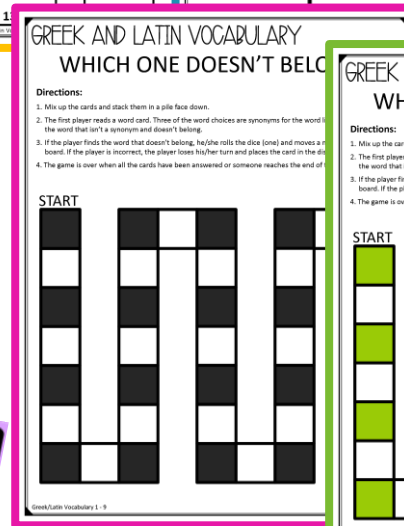 GREEK AND LATIN VOCABULARY
WHICH ONE DOESN'T BELO
Directions:
1. Mix up the cards and stack them in a pile face down.
2. The first player reads a word card. Three of the word choices are synonyms for the word li
the word that isn't a synonym and doesn't belong.
3. If the player finds the word that doesn't belong, he/she rolls the dice (one) and moves a
board. If the player is incorrect, the player loses his/her turn and places the card in the di
4. The game is over when all the cards have been answered or someone reaches the end of
START
Greek/Latin Vocabulary 1 - 9
GREEK
WH
Directions:
1. Mix up the car
2. The first player
the word that
3. If the player fi
board. If the pl
4. The game is ov
START